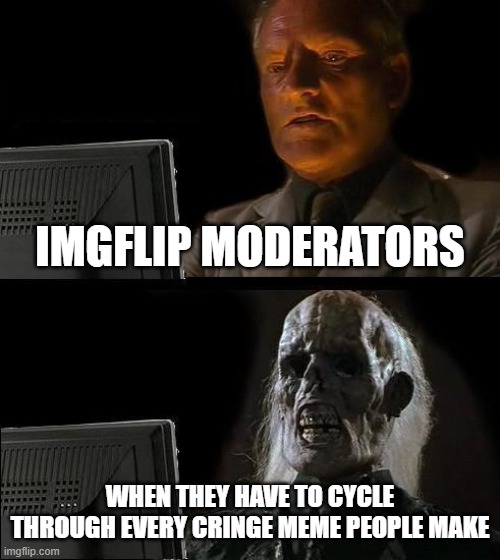 IMGFLIP MODERATORS
WHEN THEY HAVE TO CYCLE
THROUGH EVERY CRINGE MEME PEOPLE MAKE
imgflip.com